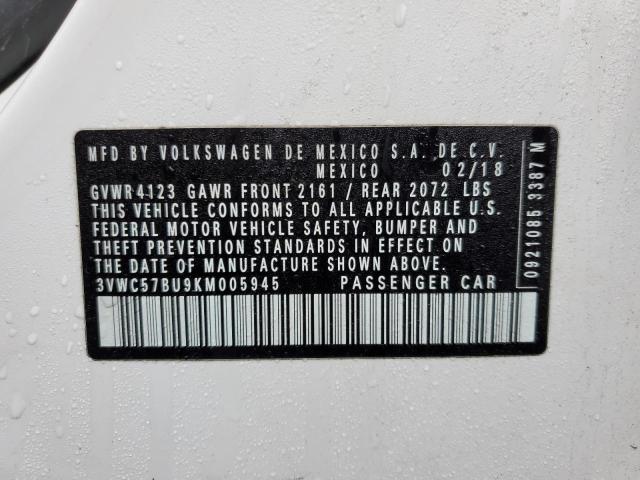 MFD BY VOLKSWAGEN DE MEXICO S.A. DE C.V.
MEXICO 02/18
GVWR4123 GAWR FRONT 2161 / REAR 2072 LBS
THIS VEHICLE CONFORMS TO ALL APPLICABLE U.S.
FEDERAL MOTOR VEHICLE SAFETY, BUMPER AND
THEFT PREVENTION STANDARDS IN EFFECT ON
THE DATE OF MANUFACTURE SHOWN ABOVE.
3VWC57BU9KM005945 PASSENGER CAR
0921085 3387 M